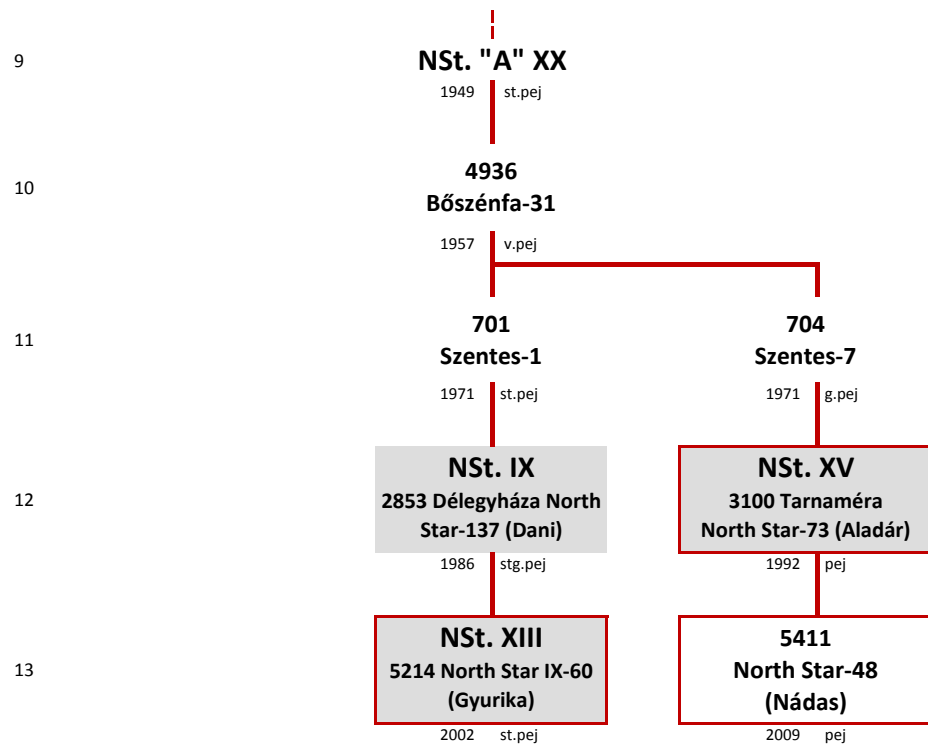 9
NSt. "A" XX
1949 st.pej
10
4936
Bőszénfa-31
1957 v.pej
11
701
Szentes-1
704
Szentes-7
1971 st.pej
1971 g.pej
12
NSt. IX
2853 Délegyháza North
Star-137 (Dani)
NSt. XV
3100 Tarnaméra
North Star-73 (Aladár)
1986 stg.pej
1992 pej
13
NSt. XIII
5214 North Star IX-60
(Gyurika)
5411
North Star-48
(Nádas)
2002 st.pej
2009 pej